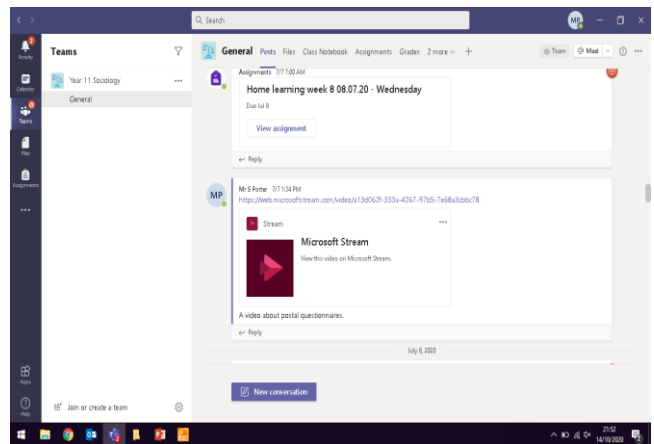 Search
MP
Activity
Calendar
Teams
Files
Assignments
Apps
Help
Teams
Year 11 Sociology
General
Join or create a team
General Posts Files Class Notebook Assignments Grades 2 more
Team
Meet
Assignments 7/7 7:00 AM
Home learning week 8 08.07.20 - Wednesday
Due Jul 8
View assignment
Reply
MP
Mr S Porter 7/7 1:34 PM
Stream
Microsoft Stream
View this video on Microsoft Stream.
A video about postal questionnaires.
Reply
July 8, 2020
New conversation
21:52
14/10/2020